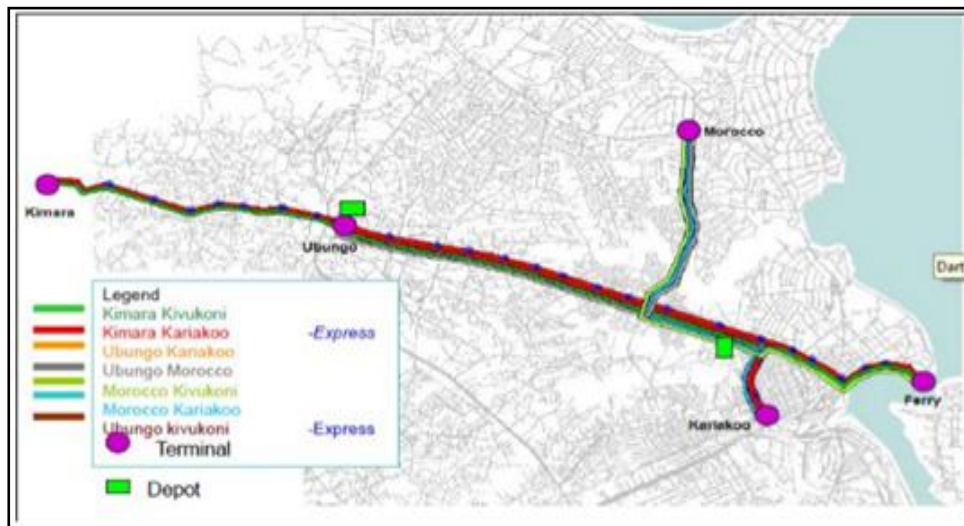 Morocco
Kimara
Ubungo
Dart
Legend
Kimara Kivukoni
Kimara Kariakoo -Express
Ubungo Kariakoo
Ubungo Morocco
Morocco Kivukoni
Morocco Kariakoo
Ubungo kivukoni -Express
Terminal
Depot
Ferry
Kariakoo